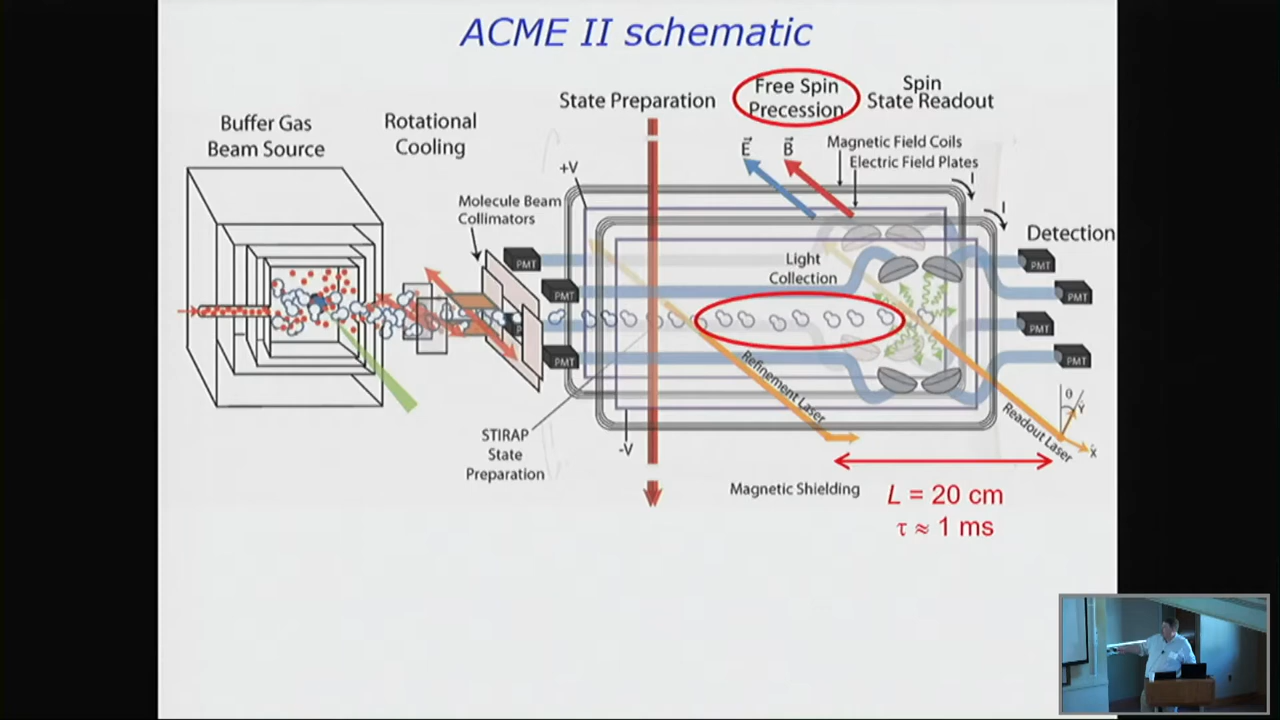 ACME II schematic
Buffer Gas
Beam Source
Rotational
Cooling
State Preparation
Free Spin
Precession
Spin
State Readout
Molecule Beam
Collimators
+V
E
B
Magnetic Field Coils
Electric Field Plates
I
I
Light
Collection
Detection
PMT
PMT
PMT
PMT
PMT
PMT
PMT
Refinement Laser
Readout Laser
θ
Y
X
STIRAP
State
Preparation
-V
Magnetic Shielding
L = 20 cm
τ ≈ 1 ms